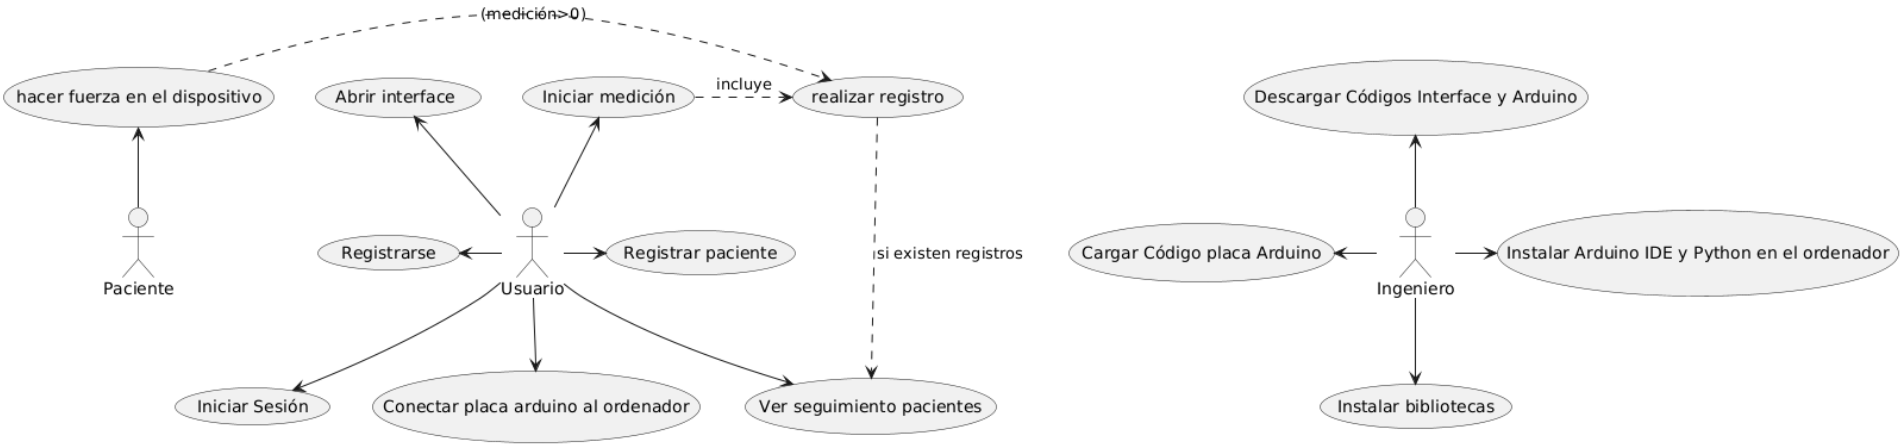 (medición>0)
hacer fuerza en el dispositivo
Abrir interface
Iniciar medición
incluye
realizar registro
Descargar Códigos Interface y Arduino
Registrarse
Registrar paciente
si existen registros
Cargar Código placa Arduino
Instalar Arduino IDE y Python en el ordenador
Paciente
Usuario
Ingeniero
Iniciar Sesión
Conectar placa arduino al ordenador
Ver seguimiento pacientes
Instalar bibliotecas